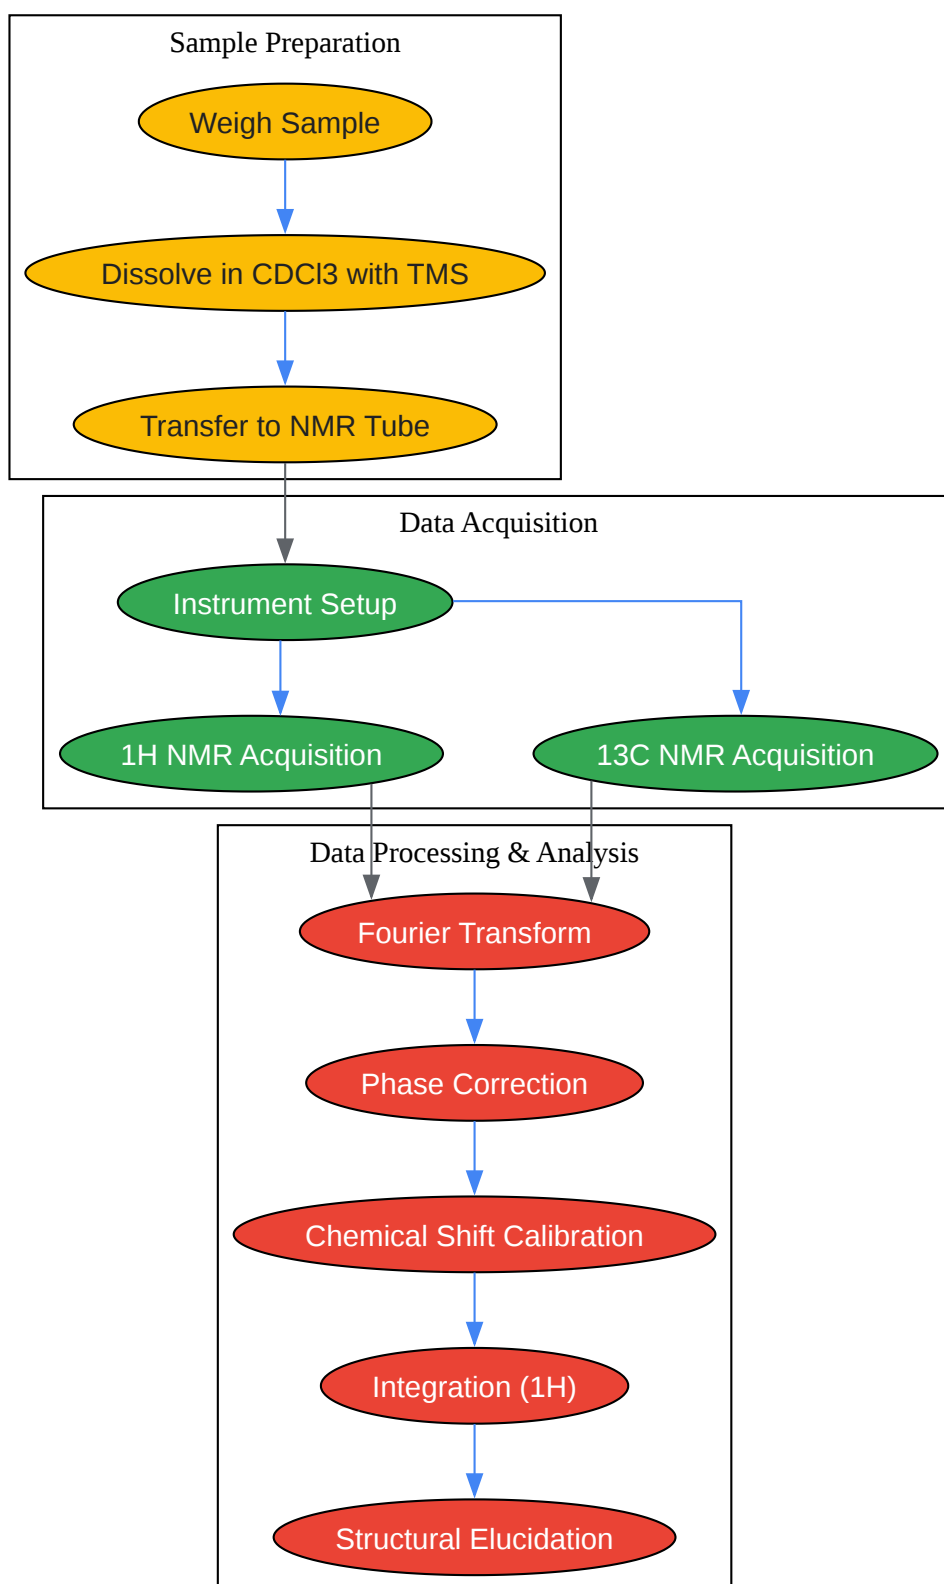 Sample Preparation
Weigh Sample
Dissolve in CDCl3 with TMS
Transfer to NMR Tube
Data Acquisition
Instrument Setup
1H NMR Acquisition
13C NMR Acquisition
Data Processing & Analysis
Fourier Transform
Phase Correction
Chemical Shift Calibration
Integration (1H)
Structural Elucidation